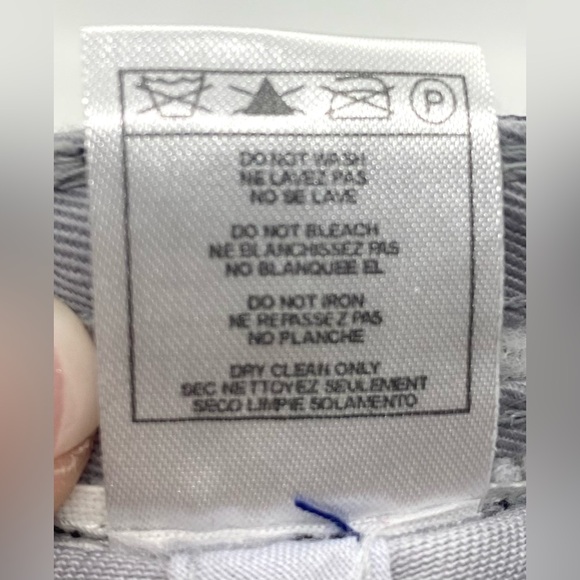 P
DO NOT WASH
NE LAVEZ PAS
NO SE LAVE
DO NOT BLEACH
NE BLANCHISSEZ PAS
NO BLANQUEE EL
DO NOT IRON
NE REPASSEZ PAS
NO PLANCHE
DRY CLEAN ONLY
SEC NETTOYEZ SEULEMENT
SECO LIMPIE SOLAMENTO